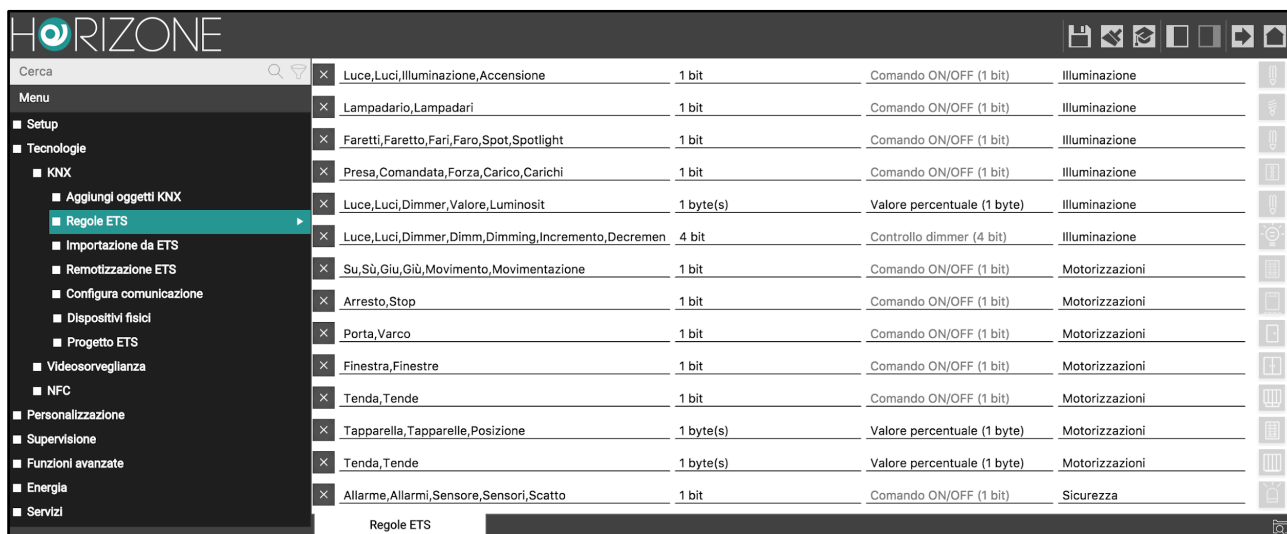 HORIZONE
Cerca
Menu
Setup
Tecnologie
KNX
Aggiungi oggetti KNX
Regole ETS
Importazione da ETS
Remotizzazione ETS
Configura comunicazione
Dispositivi fisici
Progetto ETS
Videosorveglianza
NFC
Personalizzazione
Supervisione
Funzioni avanzate
Energia
Servizi
Luce,Luci,Illuminazione,Accensione 1 bit Comando ON/OFF (1 bit) Illuminazione
Lampadario,Lampadari 1 bit Comando ON/OFF (1 bit) Illuminazione
Faretti,Faretto,Fari,Faro,Spot,Spotlight 1 bit Comando ON/OFF (1 bit) Illuminazione
Presa,Comandata,Forza,Carico,Carichi 1 bit Comando ON/OFF (1 bit) Illuminazione
Luce,Luci,Dimmer,Valore,Luminosit 1 byte(s) Valore percentuale (1 byte) Illuminazione
Luce,Luci,Dimmer,Dimm,Dimming,Incremento,Decremen 4 bit Controllo dimmer (4 bit) Illuminazione
Su,Sù,Giu,Giù,Movimento,Movimentazione 1 bit Comando ON/OFF (1 bit) Motorizzazioni
Arresto,Stop 1 bit Comando ON/OFF (1 bit) Motorizzazioni
Porta,Varco 1 bit Comando ON/OFF (1 bit) Motorizzazioni
Finestra,Finestre 1 bit Comando ON/OFF (1 bit) Motorizzazioni
Tenda,Tende 1 bit Comando ON/OFF (1 bit) Motorizzazioni
Tapparella,Tapparelle,Posizione 1 byte(s) Valore percentuale (1 byte) Motorizzazioni
Tenda,Tende 1 byte(s) Valore percentuale (1 byte) Motorizzazioni
Allarme,Allarmi,Sensore,Sensori,Scatto 1 bit Comando ON/OFF (1 bit) Sicurezza
Regole ETS